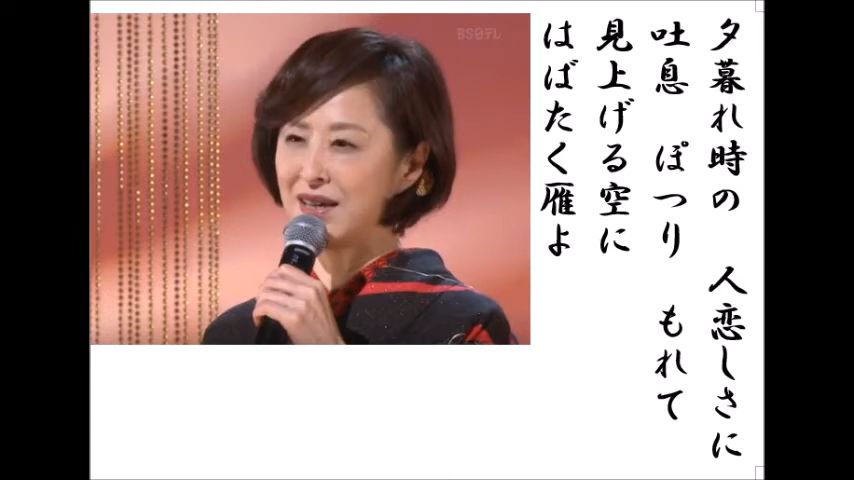 夕暮れ時の 人恋しさに
吐息 ぽつり もれて
見上げる空に
はばたく雁よ
BS日テレ